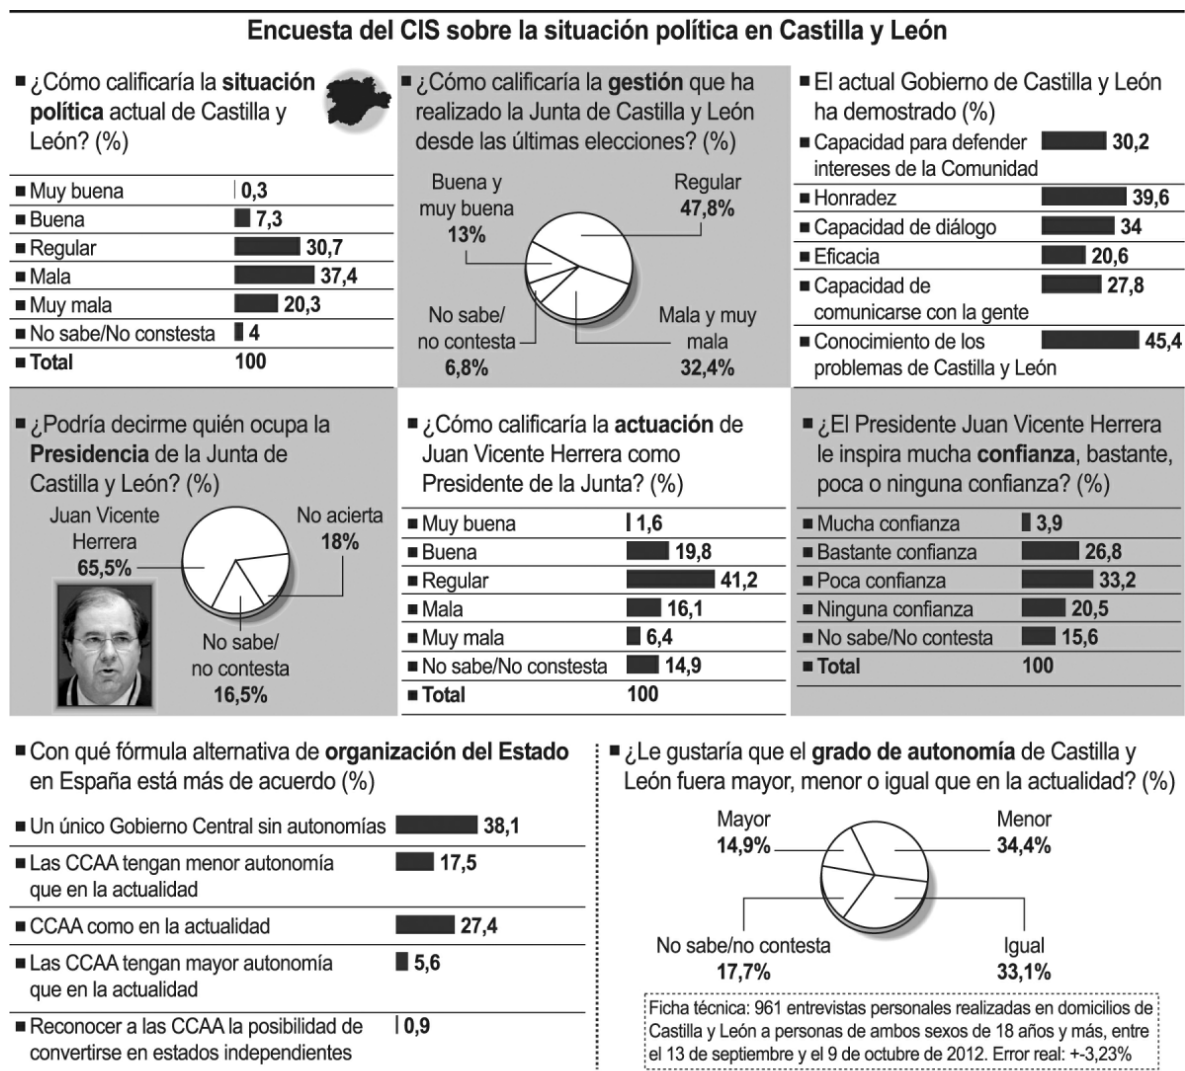 Encuesta del CIS sobre la situación política en Castilla y León
¿Cómo calificaría la situación
política actual de Castilla y
León? (%)
Muy buena 0,3
Buena 7,3
Regular 30,7
Mala 37,4
Muy mala 20,3
No sabe/No constesta 4
Total 100
¿Cómo calificaría la gestión que ha
realizado la Junta de Castilla y León
desde las últimas elecciones? (%)
Buena y
muy buena
13%
Regular
47,8%
No sabe/
no contesta
6,8%
Mala y muy
mala
32,4%
El actual Gobierno de Castilla y León
ha demostrado (%)
Capacidad para defender
intereses de la Comunidad
30,2
Honradez 39,6
Capacidad de diálogo 34
Eficacia 20,6
Capacidad de
comunicarse con la gente
27,8
Conocimiento de los
problemas de Castilla y León
45,4
¿Podría decirme quién ocupa la
Presidencia de la Junta de
Castilla y León? (%)
Juan Vicente
Herrera
65,5%
No acierta
18%
No sabe/
no contesta
16,5%
¿Cómo calificaría la actuación de
Juan Vicente Herrera como
Presidente de la Junta? (%)
Muy buena 1,6
Buena 19,8
Regular 41,2
Mala 16,1
Muy mala 6,4
No sabe/No constesta 14,9
Total 100
¿El Presidente Juan Vicente Herrera
le inspira mucha confianza, bastante,
poca o ninguna confianza? (%)
Mucha confianza 3,9
Bastante confianza 26,8
Poca confianza 33,2
Ninguna confianza 20,5
No sabe/No contesta 15,6
Total 100
Con qué fórmula alternativa de organización del Estado
en España está más de acuerdo (%)
Un único Gobierno Central sin autonomías 38,1
Las CCAA tengan menor autonomía
que en la actualidad
17,5
CCAA como en la actualidad 27,4
Las CCAA tengan mayor autonomía
que en la actualidad
5,6
Reconocer a las CCAA la posibilidad de
convertirse en estados independientes
0,9
¿Le gustaría que el grado de autonomía de Castilla y
León fuera mayor, menor o igual que en la actualidad? (%)
Mayor
14,9%
Menor
34,4%
No sabe/no contesta
17,7%
Igual
33,1%
Ficha técnica: 961 entrevistas personales realizadas en domicilios de
Castilla y León a personas de ambos sexos de 18 años y más, entre
el 13 de septiembre y el 9 de octubre de 2012. Error real: +-3,23%